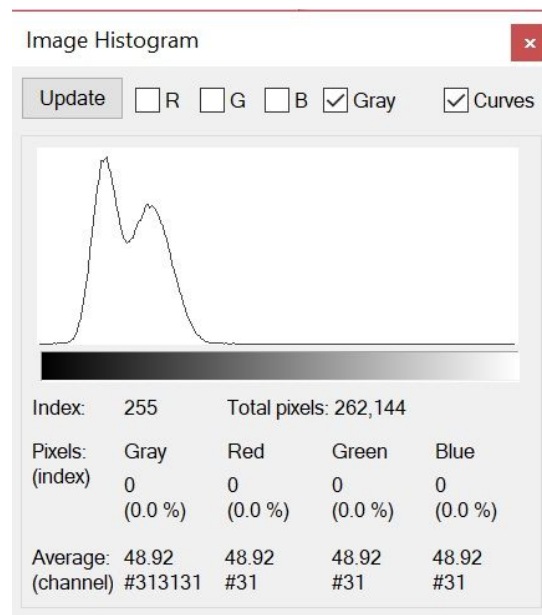 Image Histogram
x
Update R G B Gray Curves
Index: 255 Total pixels: 262,144
Pixels: Gray Red Green Blue
(index) 0 0 0 0
(0.0 %) (0.0 %) (0.0 %) (0.0 %)
Average: 48.92 48.92 48.92 48.92
(channel) #313131 #31 #31 #31